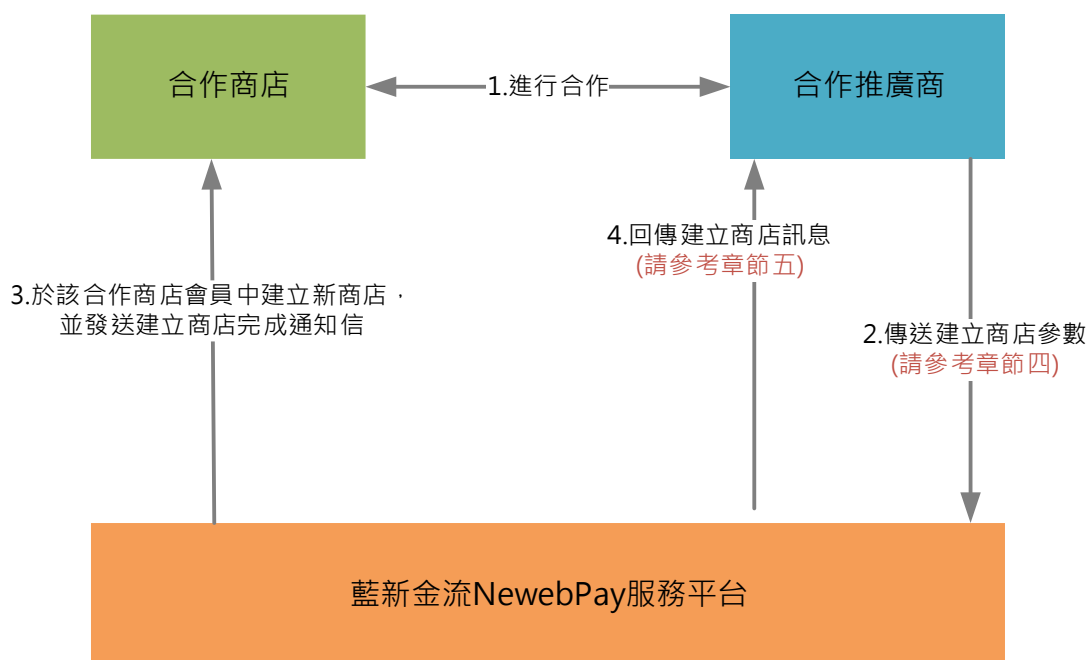 合作商店
1.進行合作
合作推廣商
4.回傳建立商店訊息
(請參考章節五)
3.於該合作商店會員中建立新商店，
並發送建立商店完成通知信
2.傳送建立商店參數
(請參考章節四)
藍新金流NewebPay服務平台